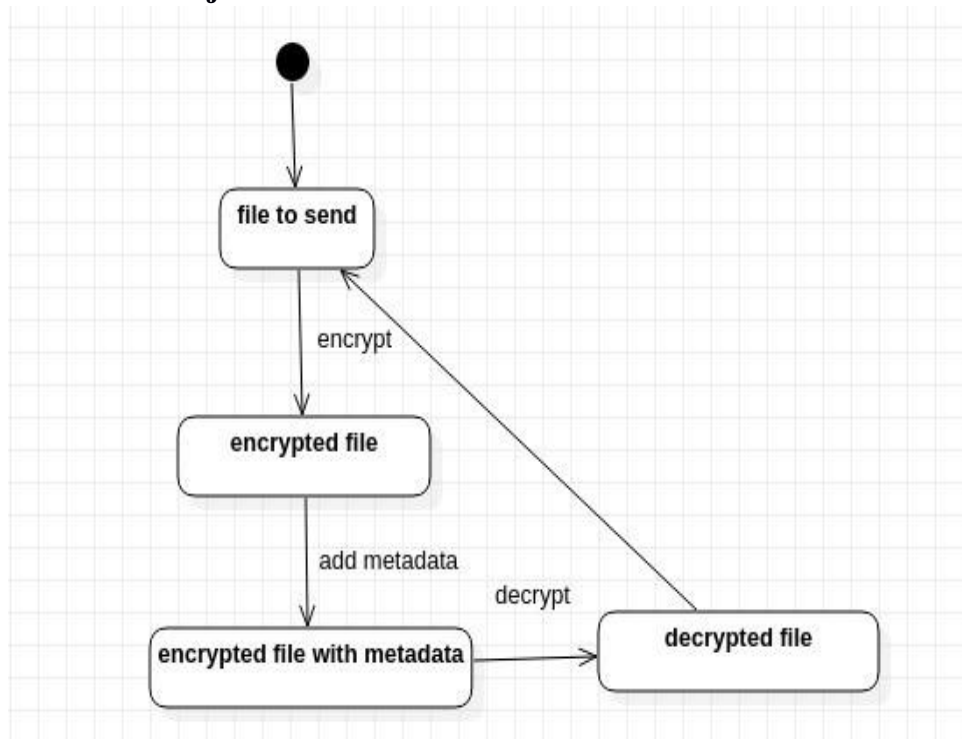 file to send
encrypt
encrypted file
add metadata
decrypt
encrypted file with metadata
decrypted file